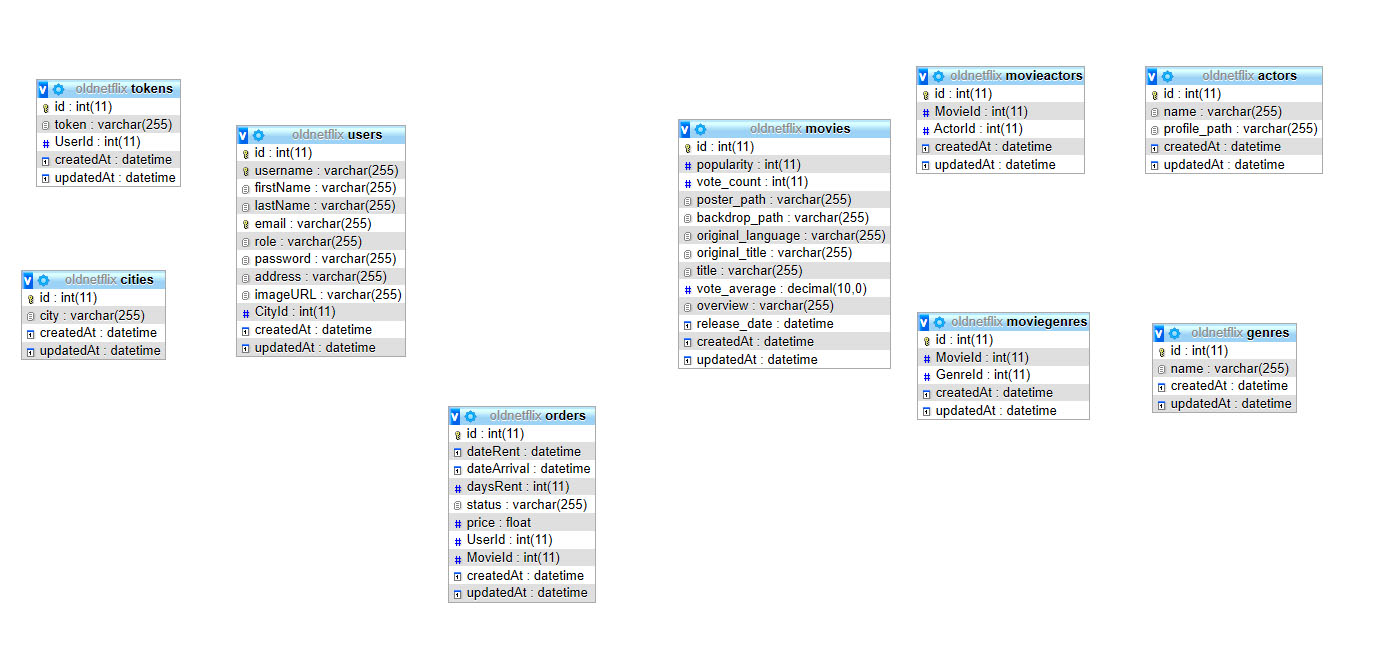 oldnetflix tokens
id : int(11)
token : varchar(255)
UserId : int(11)
createdAt : datetime
updatedAt : datetime
oldnetflix cities
id : int(11)
city : varchar(255)
createdAt : datetime
updatedAt : datetime
oldnetflix users
id : int(11)
username : varchar(255)
firstName : varchar(255)
lastName : varchar(255)
email : varchar(255)
role : varchar(255)
password : varchar(255)
address : varchar(255)
imageURL : varchar(255)
CityId : int(11)
createdAt : datetime
updatedAt : datetime
oldnetflix orders
id : int(11)
dateRent : datetime
dateArrival : datetime
daysRent : int(11)
status : varchar(255)
price : float
UserId : int(11)
MovieId : int(11)
createdAt : datetime
updatedAt : datetime
oldnetflix movies
id : int(11)
popularity : int(11)
vote_count : int(11)
poster_path : varchar(255)
backdrop_path : varchar(255)
original_language : varchar(255)
original_title : varchar(255)
title : varchar(255)
vote_average : decimal(10,0)
overview : varchar(255)
release_date : datetime
createdAt : datetime
updatedAt : datetime
oldnetflix movieactors
id : int(11)
MovieId : int(11)
ActorId : int(11)
createdAt : datetime
updatedAt : datetime
oldnetflix actors
id : int(11)
name : varchar(255)
profile_path : varchar(255)
createdAt : datetime
updatedAt : datetime
oldnetflix moviegenres
id : int(11)
MovieId : int(11)
GenreId : int(11)
createdAt : datetime
updatedAt : datetime
oldnetflix genres
id : int(11)
name : varchar(255)
createdAt : datetime
updatedAt : datetime